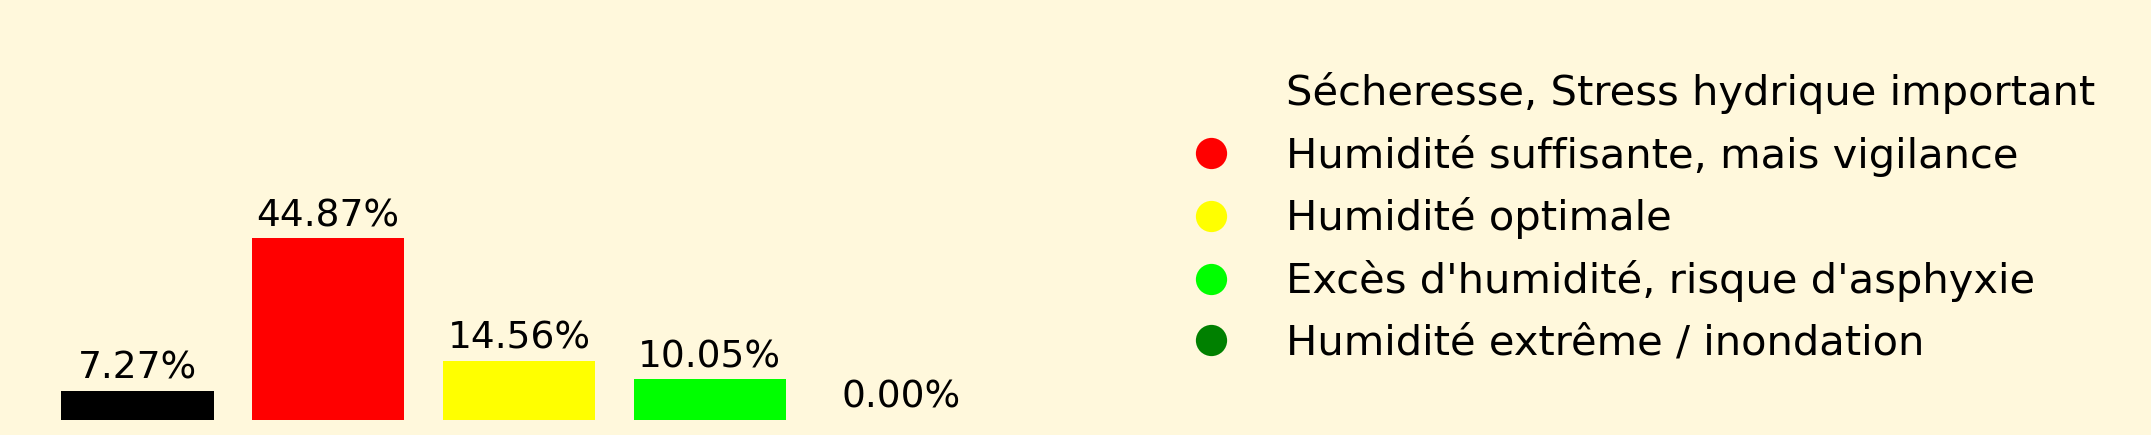 44.87%
7.27%
14.56%
10.05%
0.00%
Sécheresse, Stress hydrique important
Humidité suffisante, mais vigilance
Humidité optimale
Excès d'humidité, risque d'asphyxie
Humidité extrême / inondation